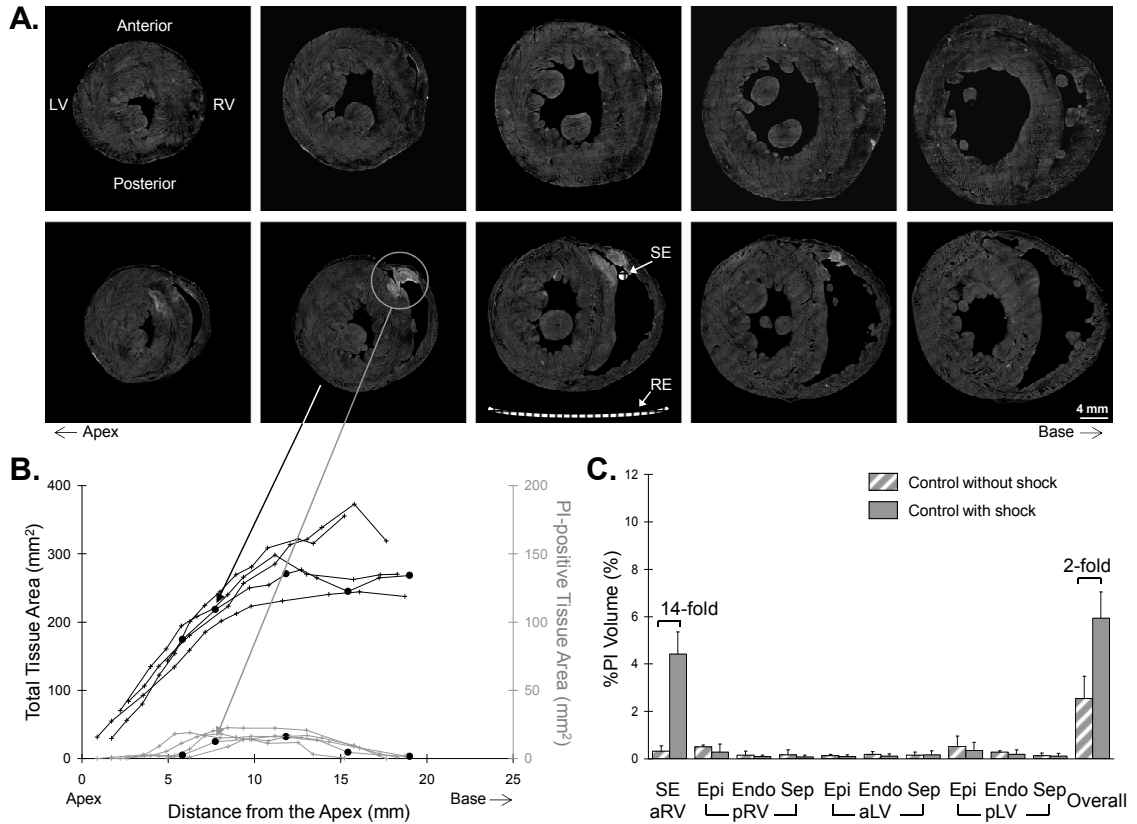 A.
Anterior
LV
RV
Posterior
SE
RE
4 mm
← Apex
Base →
B.
400
300
200
100
0
Total Tissue Area (mm²)
200
150
100
50
0
PI-positive Tissue Area (mm²)
0 5 10 15 20 25
Apex
Base →
Distance from the Apex (mm)
C.
12
10
8
6
4
2
0
%PI Volume (%)
Control without shock
Control with shock
14-fold
2-fold
SE Epi Endo Sep Epi Endo Sep Epi Endo Sep Overall
aRV pRV aLV pLV